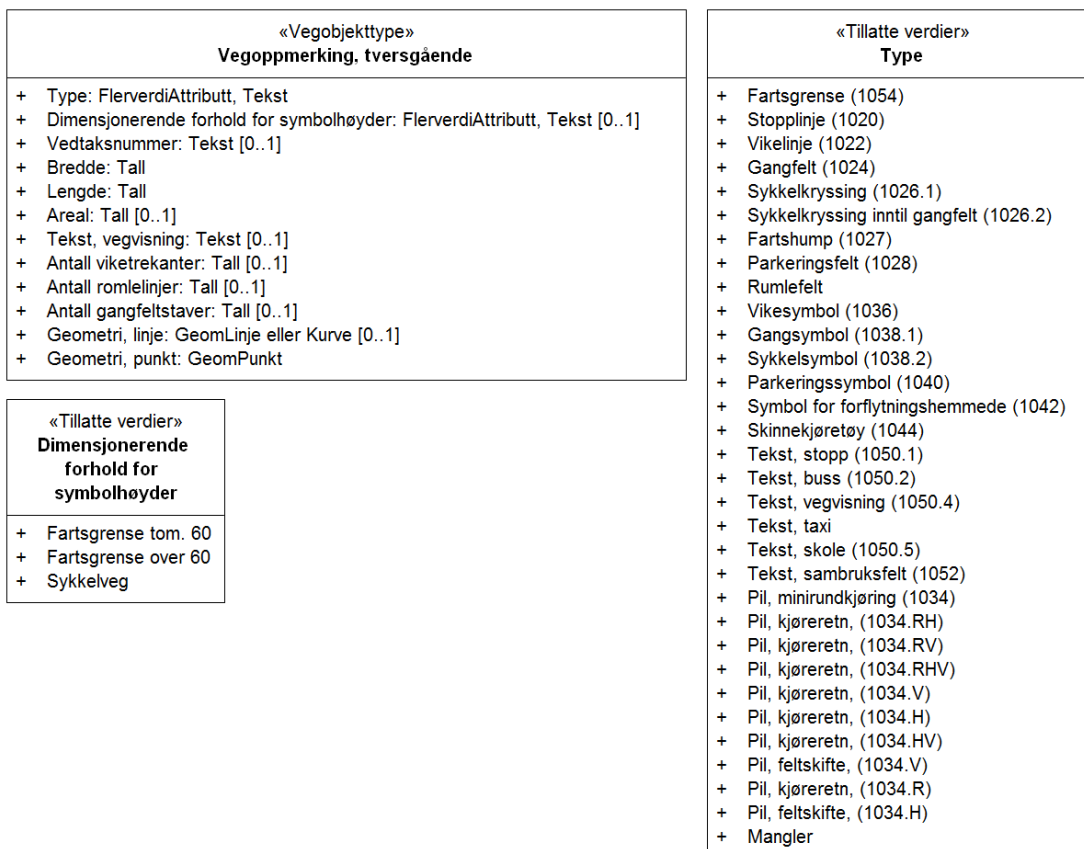 «Vegobjekttype»
Vegoppmerking, tversgående
+ Type: FlerverdiAttributt, Tekst
+ Dimensjonerende forhold for symbolhøyder: FlerverdiAttributt, Tekst [0..1]
+ Vedtaksnummer: Tekst [0..1]
+ Bredde: Tall
+ Lengde: Tall
+ Areal: Tall [0..1]
+ Tekst, vegvisning: Tekst [0..1]
+ Antall viketrekanter: Tall [0..1]
+ Antall romlelinjer: Tall [0..1]
+ Antall gangfeltstaver: Tall [0..1]
+ Geometri, linje: GeomLinje eller Kurve [0..1]
+ Geometri, punkt: GeomPunkt
«Tillatte verdier»
Dimensjonerende
forhold for
symbolhøyder
+ Fartsgrense tom. 60
+ Fartsgrense over 60
+ Sykkelveg
«Tillatte verdier»
Type
+ Fartsgrense (1054)
+ Stopplinje (1020)
+ Vikelinje (1022)
+ Gangfelt (1024)
+ Sykkelkryssing (1026.1)
+ Sykkelkryssing inntil gangfelt (1026.2)
+ Fartshump (1027)
+ Parkeringsfelt (1028)
+ Rumlefelt
+ Vikesymbol (1036)
+ Gangsymbol (1038.1)
+ Sykkelsymbol (1038.2)
+ Parkeringssymbol (1040)
+ Symbol for forflytningshemmede (1042)
+ Skinnekjøretøy (1044)
+ Tekst, stopp (1050.1)
+ Tekst, buss (1050.2)
+ Tekst, vegvisning (1050.4)
+ Tekst, taxi
+ Tekst, skole (1050.5)
+ Tekst, sambruksfelt (1052)
+ Pil, minirundkjøring (1034)
+ Pil, kjøreretn, (1034.RH)
+ Pil, kjøreretn, (1034.RV)
+ Pil, kjøreretn, (1034.RHV)
+ Pil, kjøreretn, (1034.V)
+ Pil, kjøreretn, (1034.H)
+ Pil, kjøreretn, (1034.HV)
+ Pil, feltskifte, (1034.V)
+ Pil, kjøreretn, (1034.R)
+ Pil, feltskifte, (1034.H)
+ Mangler